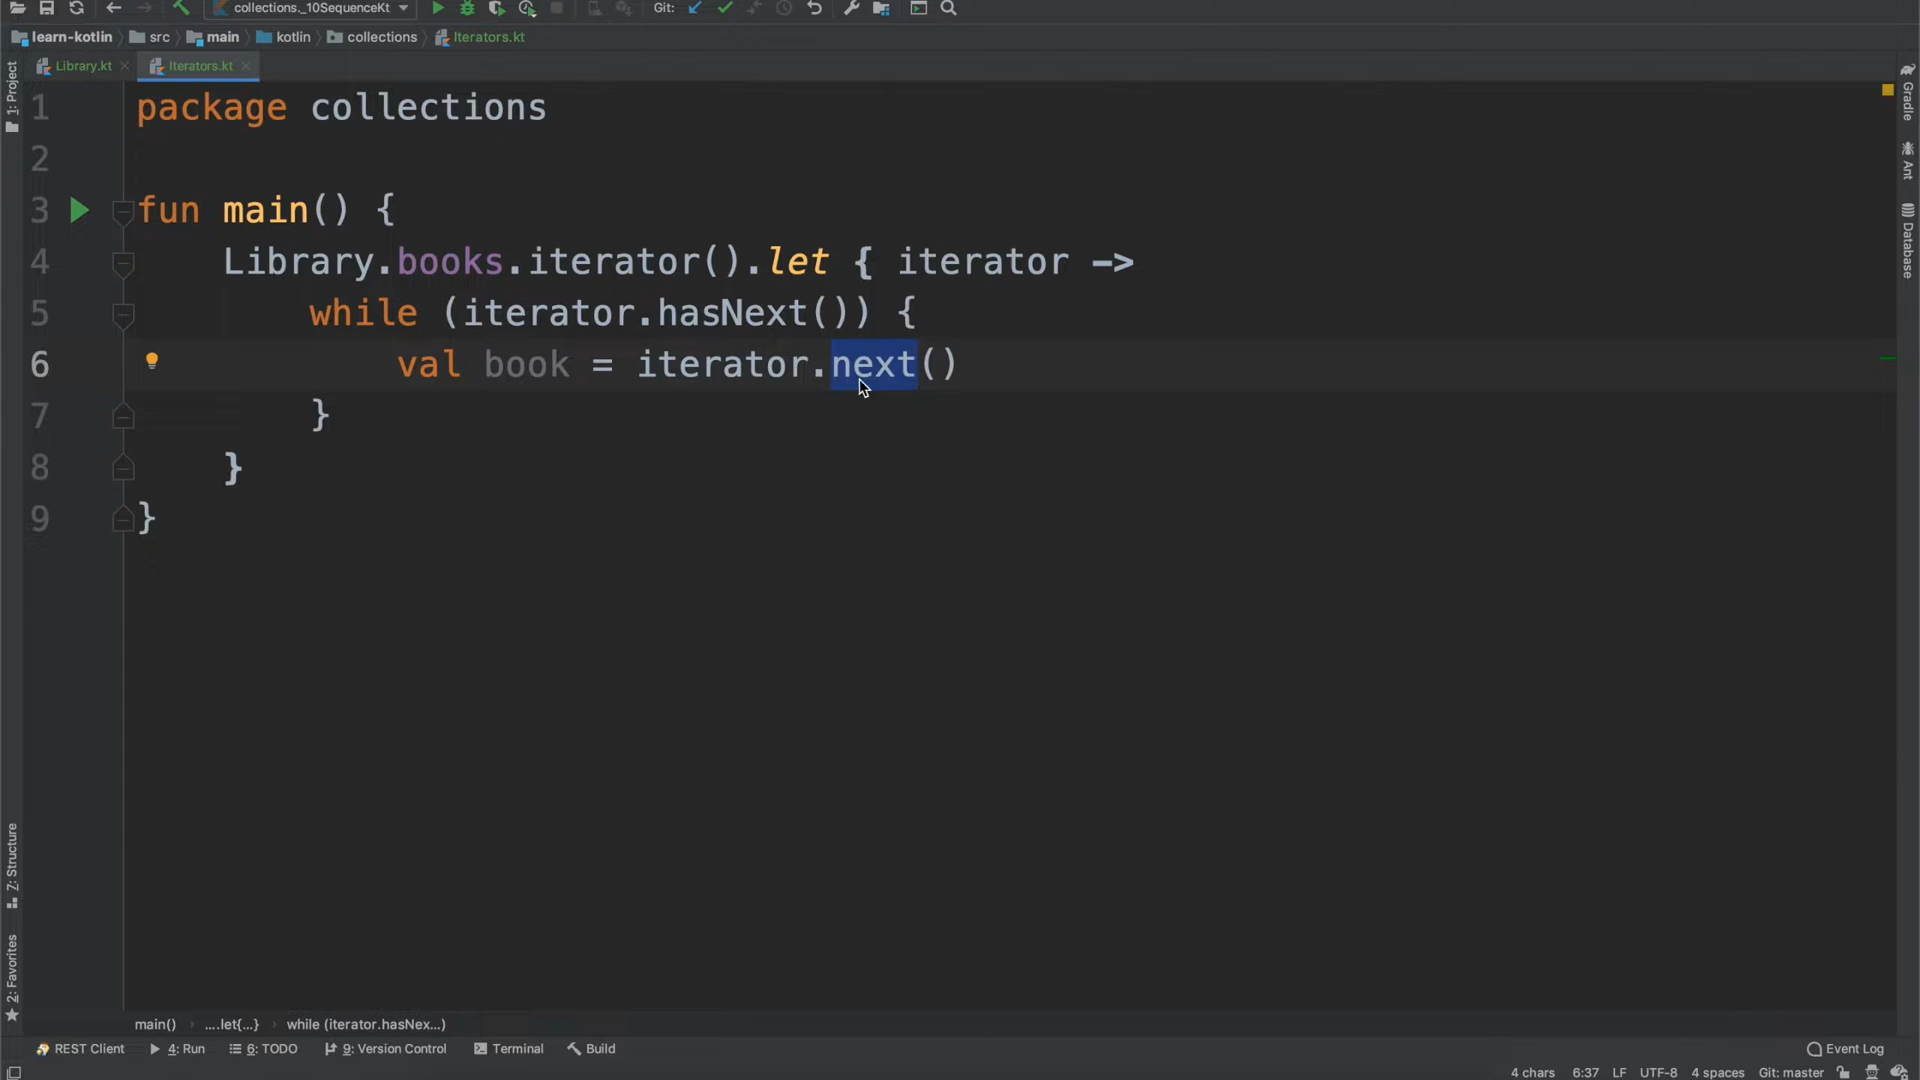 collections._10SequenceKt Git:
learn-kotlin src main kotlin collections Iterators.kt
Library.kt Iterators.kt
1: Project
Gradle
Ant
Database
1 package collections
2
3 fun main() {
4 Library.books.iterator().let { iterator ->
5 while (iterator.hasNext()) {
6 val book = iterator.next()
7 }
8 }
9 }
7: Structure
2: Favorites
main() ....let{...} while (iterator.hasNex...)
REST Client 4: Run 6: TODO 9: Version Control Terminal Build Event Log
4 chars 6:37 LF UTF-8 4 spaces Git: master